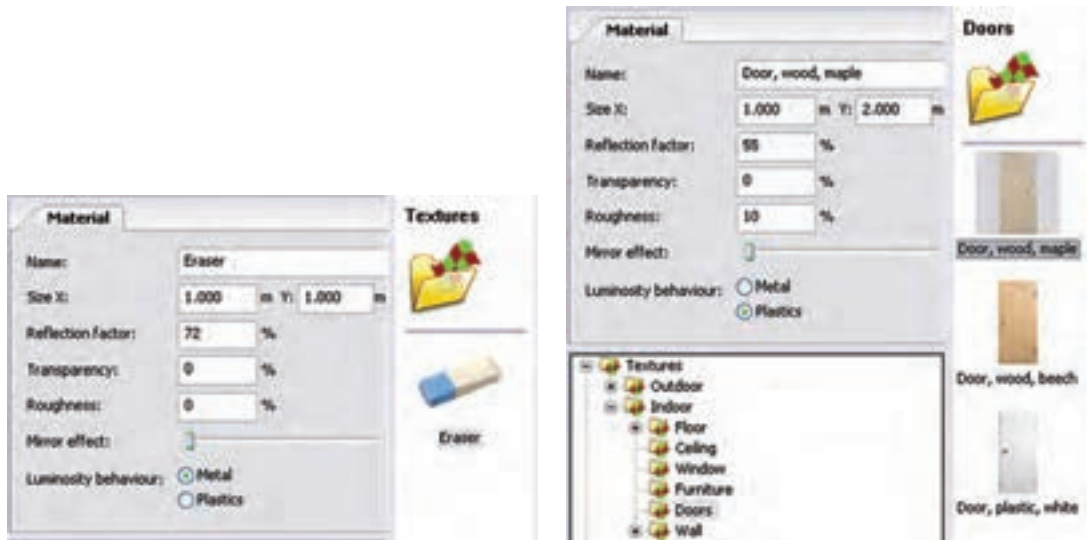 Material
Textures
Name: Eraser
Size X: 1.000 m Y: 1.000 m
Reflection factor: 72 %
Transparency: 0 %
Roughness: 0 %
Mirror effect:
Luminosity behaviour: Metal
Plastics
Eraser
Material
Doors
Name: Door, wood, maple
Size X: 1.000 m Y: 2.000 m
Reflection factor: 55 %
Transparency: 0 %
Roughness: 10 %
Mirror effect:
Luminosity behaviour: Metal
Plastics
Door, wood, maple
Door, wood, beech
Door, plastic, white
Textures
Outdoor
Indoor
Floor
Ceiling
Window
Furniture
Doors
Wall